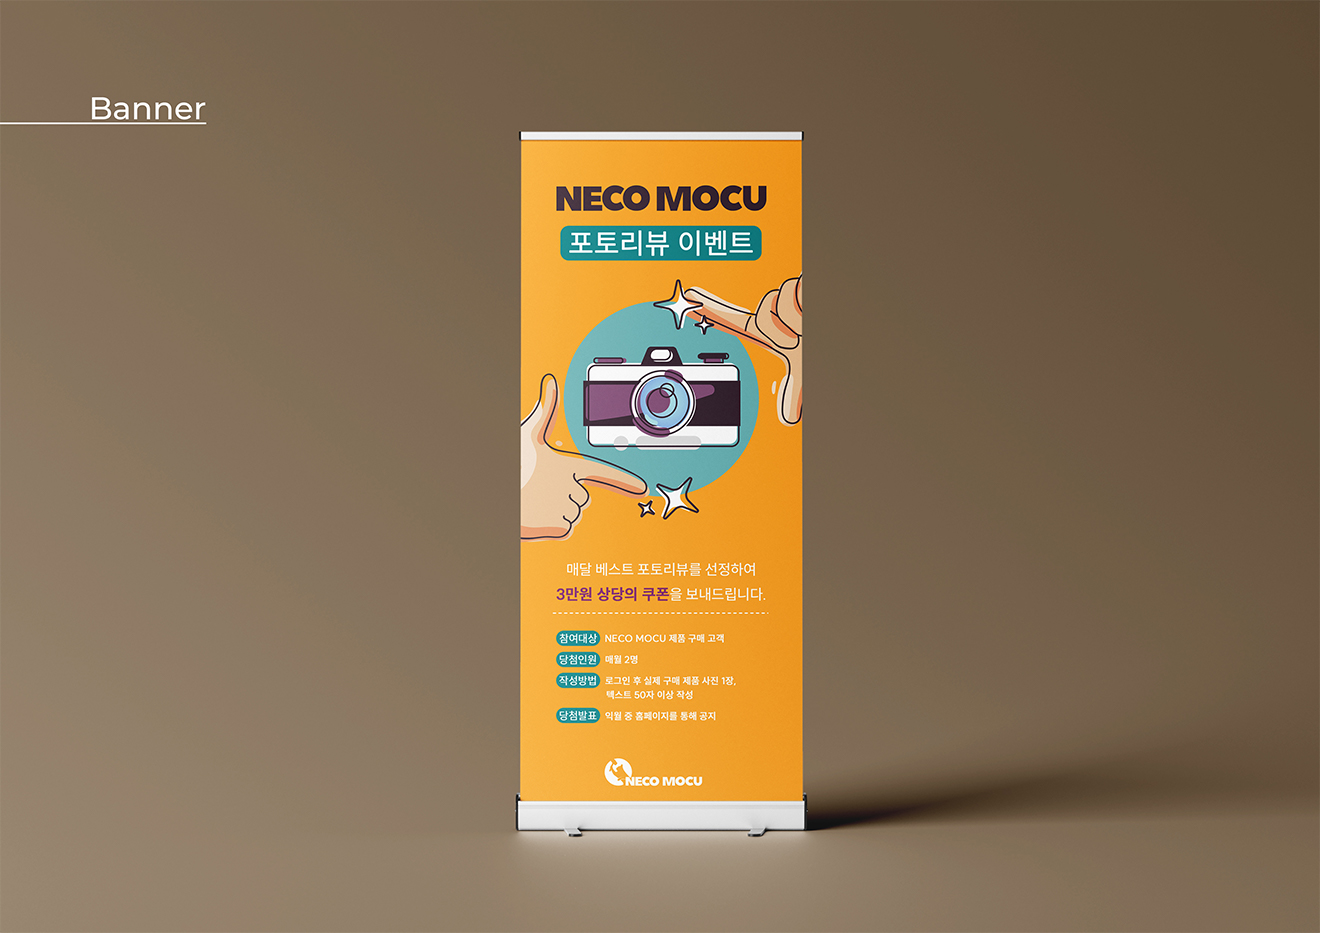 Banner
NECO MOCU
포토리뷰 이벤트
매달 베스트 포토리뷰를 선정하여
3만원 상당의 쿠폰을 보내드립니다.
참여대상 NECO MOCU 제품 구매 고객
당첨인원 매월 2명
작성방법 로그인 후 실제 구매 제품 사진 1장,
텍스트 50자 이상 작성
당첨발표 익월 중 홈페이지를 통해 공지
NECO MOCU